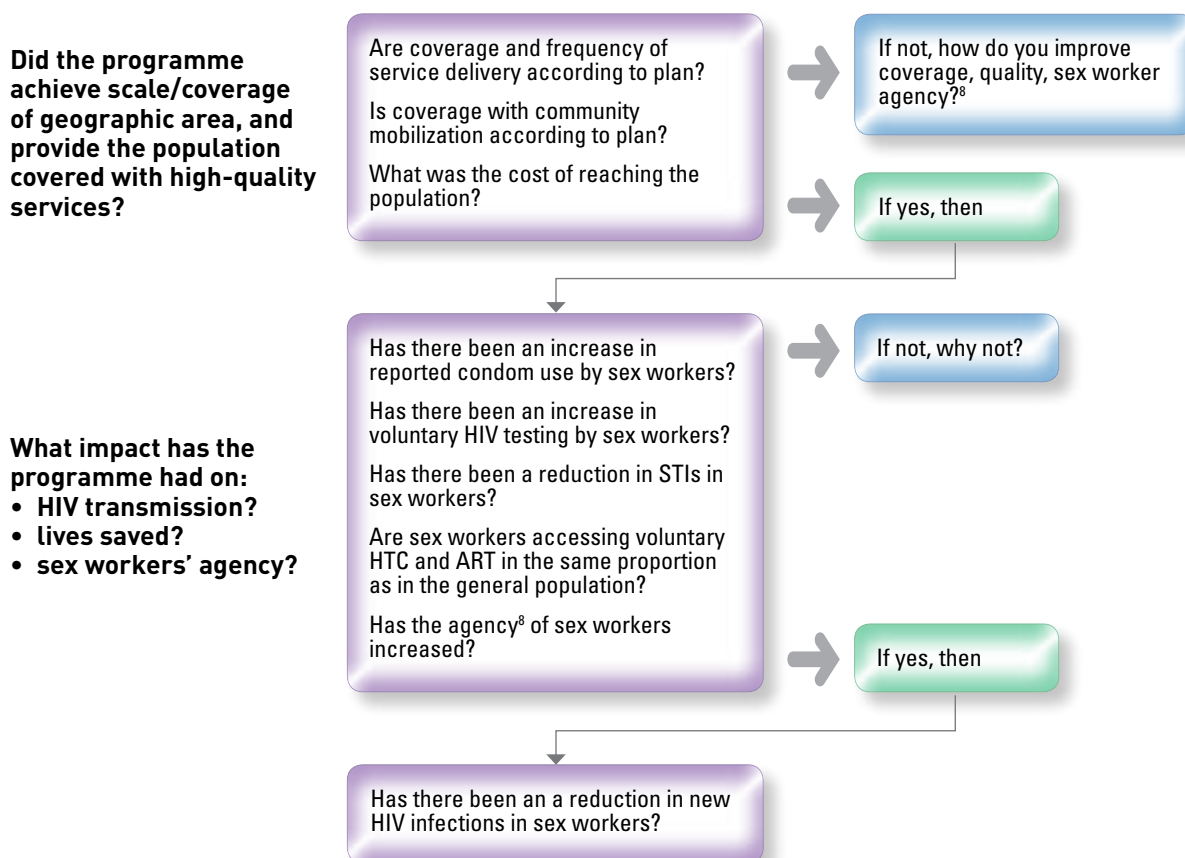 Did the programme
achieve scale/coverage
of geographic area, and
provide the population
covered with high-quality
services?
Are coverage and frequency of
service delivery according to plan?
Is coverage with community
mobilization according to plan?
What was the cost of reaching the
population?
If not, how do you improve
coverage, quality, sex worker
agency?⁸
If yes, then
What impact has the
programme had on:
• HIV transmission?
• lives saved?
• sex workers’ agency?
Has there been an increase in
reported condom use by sex workers?
Has there been an increase in
voluntary HIV testing by sex workers?
Has there been a reduction in STIs in
sex workers?
Are sex workers accessing voluntary
HTC and ART in the same proportion
as in the general population?
Has the agency⁸ of sex workers
increased?
If not, why not?
If yes, then
Has there been an a reduction in new
HIV infections in sex workers?